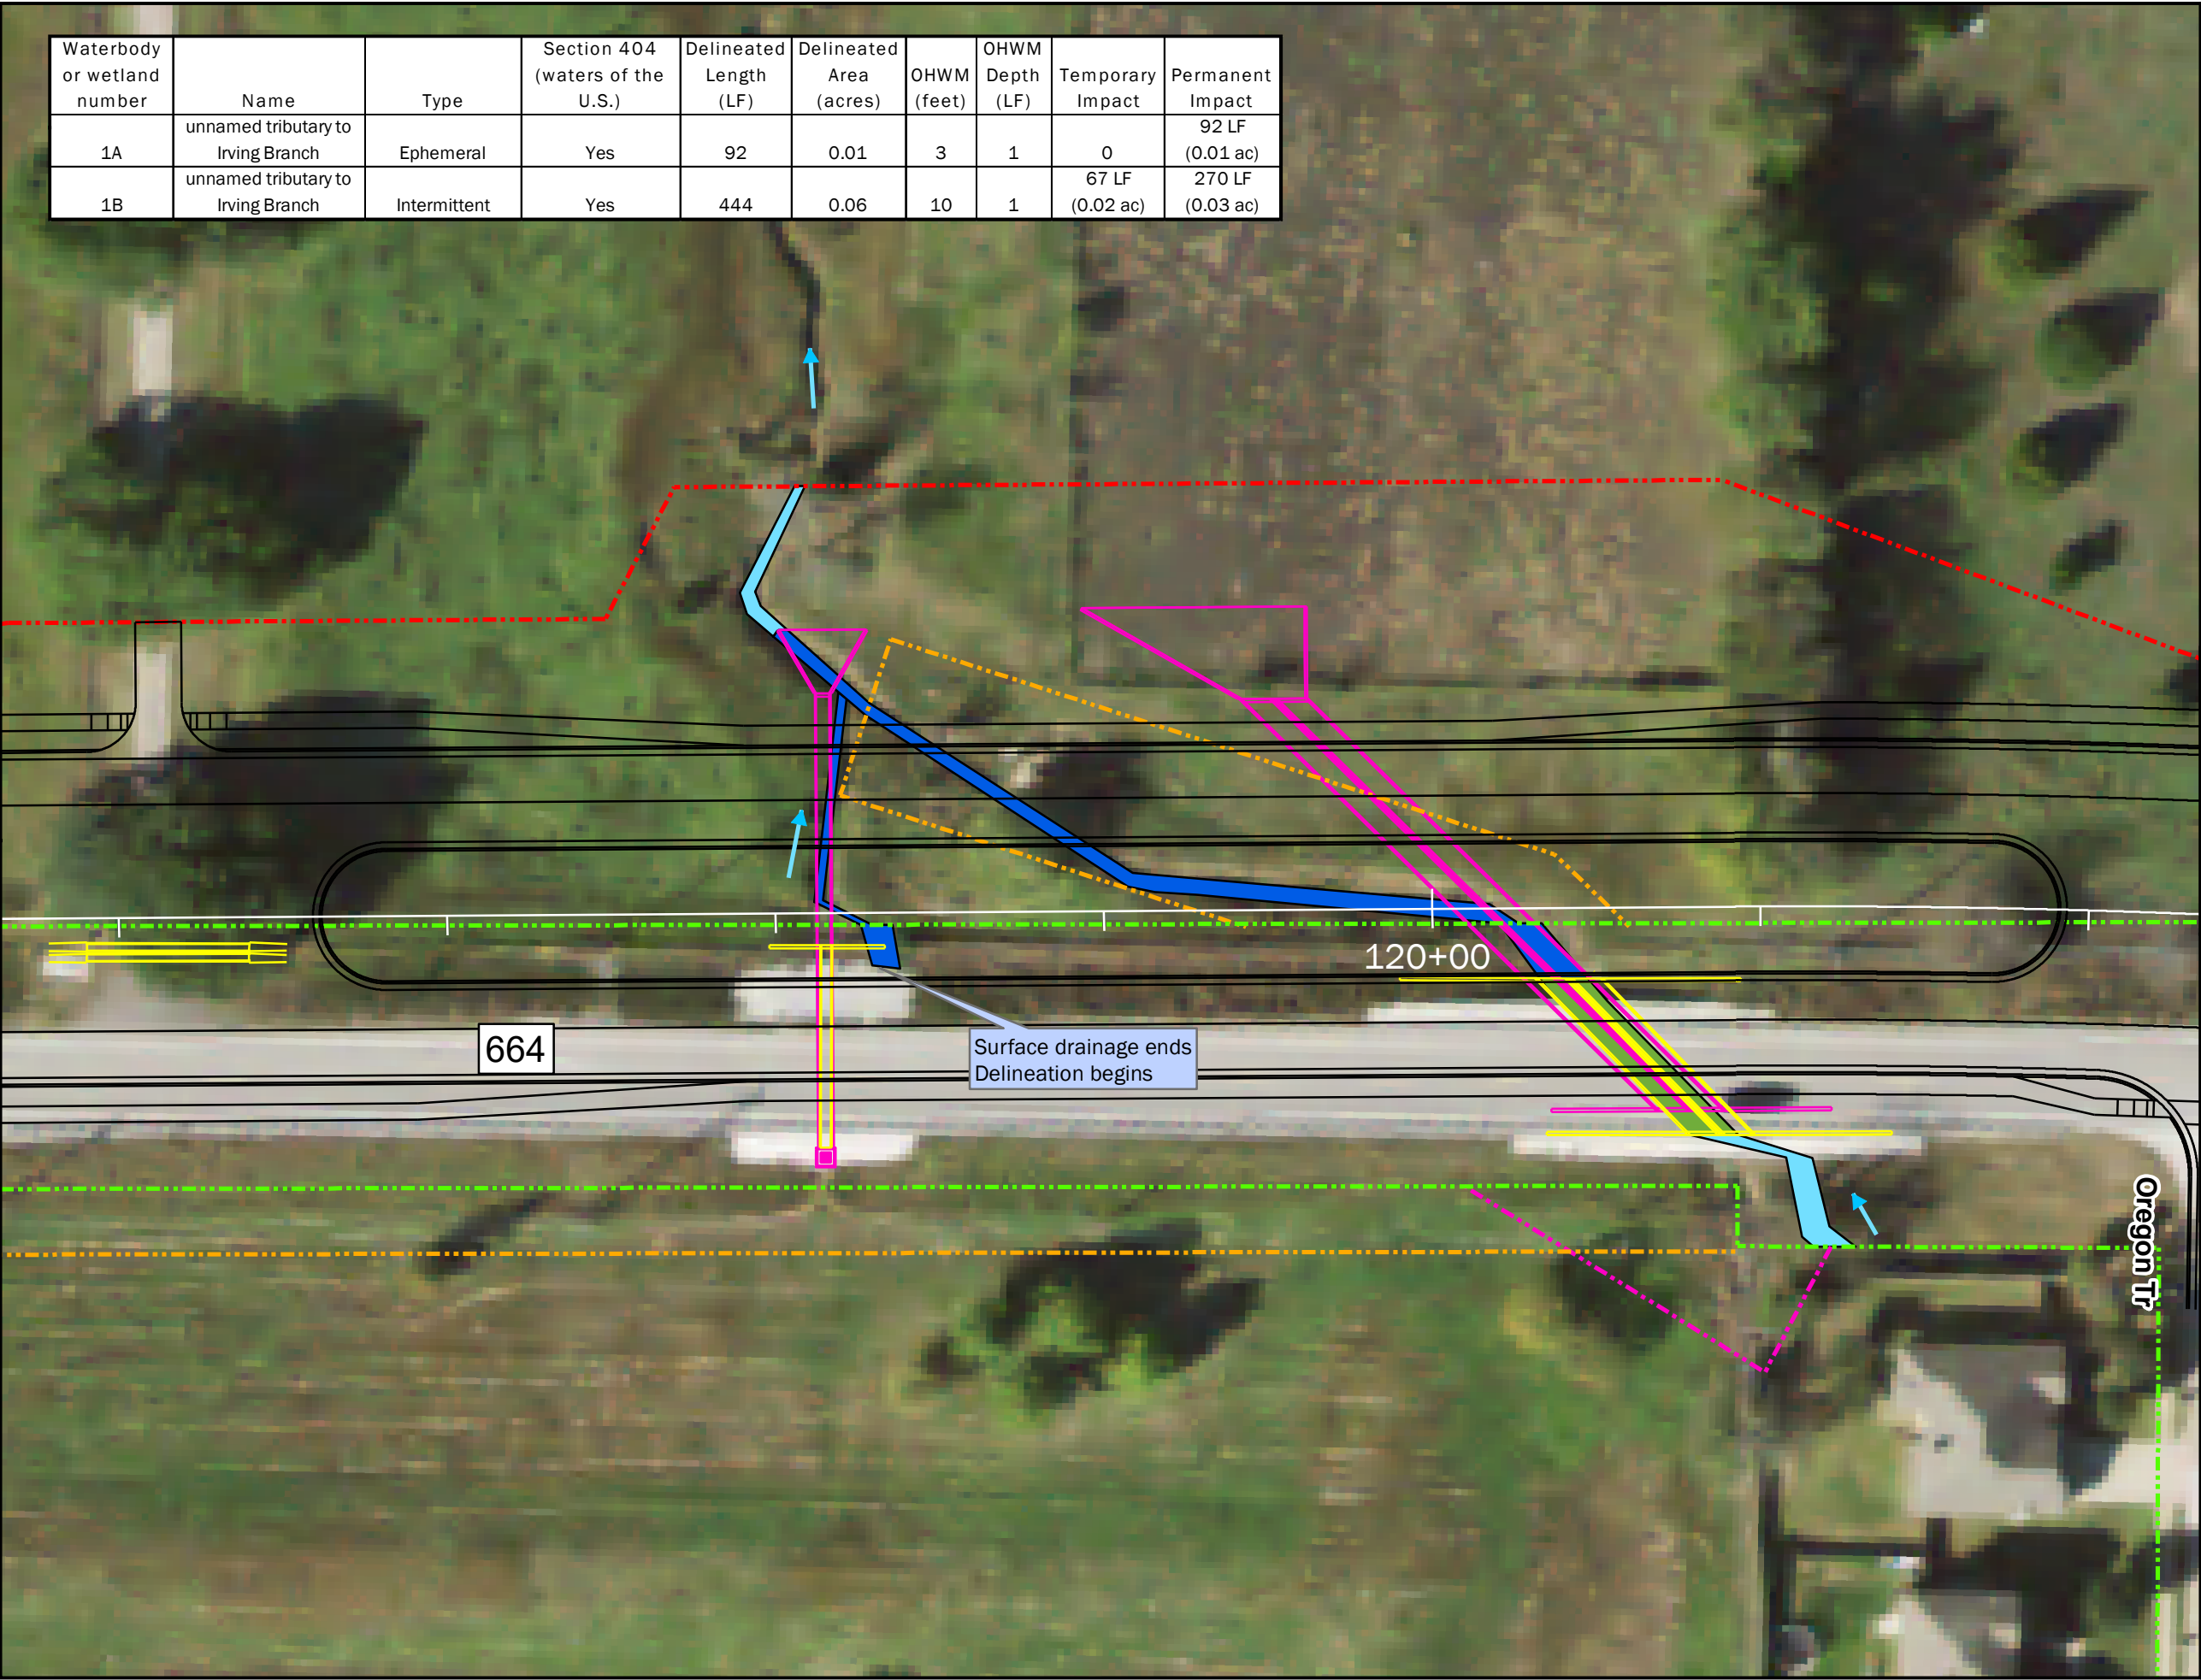 Waterbody or wetland number | Name | Type | Section 404 (waters of the U.S.) | Delineated Length (LF) | Delineated Area (acres) | OHWM (feet) | OHWM Depth (LF) | Temporary Impact | Permanent Impact
1A | unnamed tributary to Irving Branch | Ephemeral | Yes | 92 | 0.01 | 3 | 1 | 0 | 92 LF (0.01 ac)
1B | unnamed tributary to Irving Branch | Intermittent | Yes | 444 | 0.06 | 10 | 1 | 67 LF (0.02 ac) | 270 LF (0.03 ac)
120+00
664
Surface drainage ends
Delineation begins
Oregon Tr